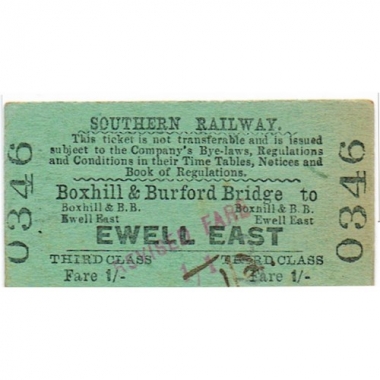 SOUTHERN RAILWAY.
This ticket is not transferable and is issued
subject to the Company's Bye-laws, Regulations
and Conditions in their Time Tables, Notices and
Book of Regulations.
Boxhill & Burford Bridge to
Boxhill & B.B. Boxhill & B.B.
Ewell East Ewell East
EWELL EAST
REVISED FARE
THIRD CLASS THIRD CLASS
Fare 1/- Fare 1/-
0346 0346